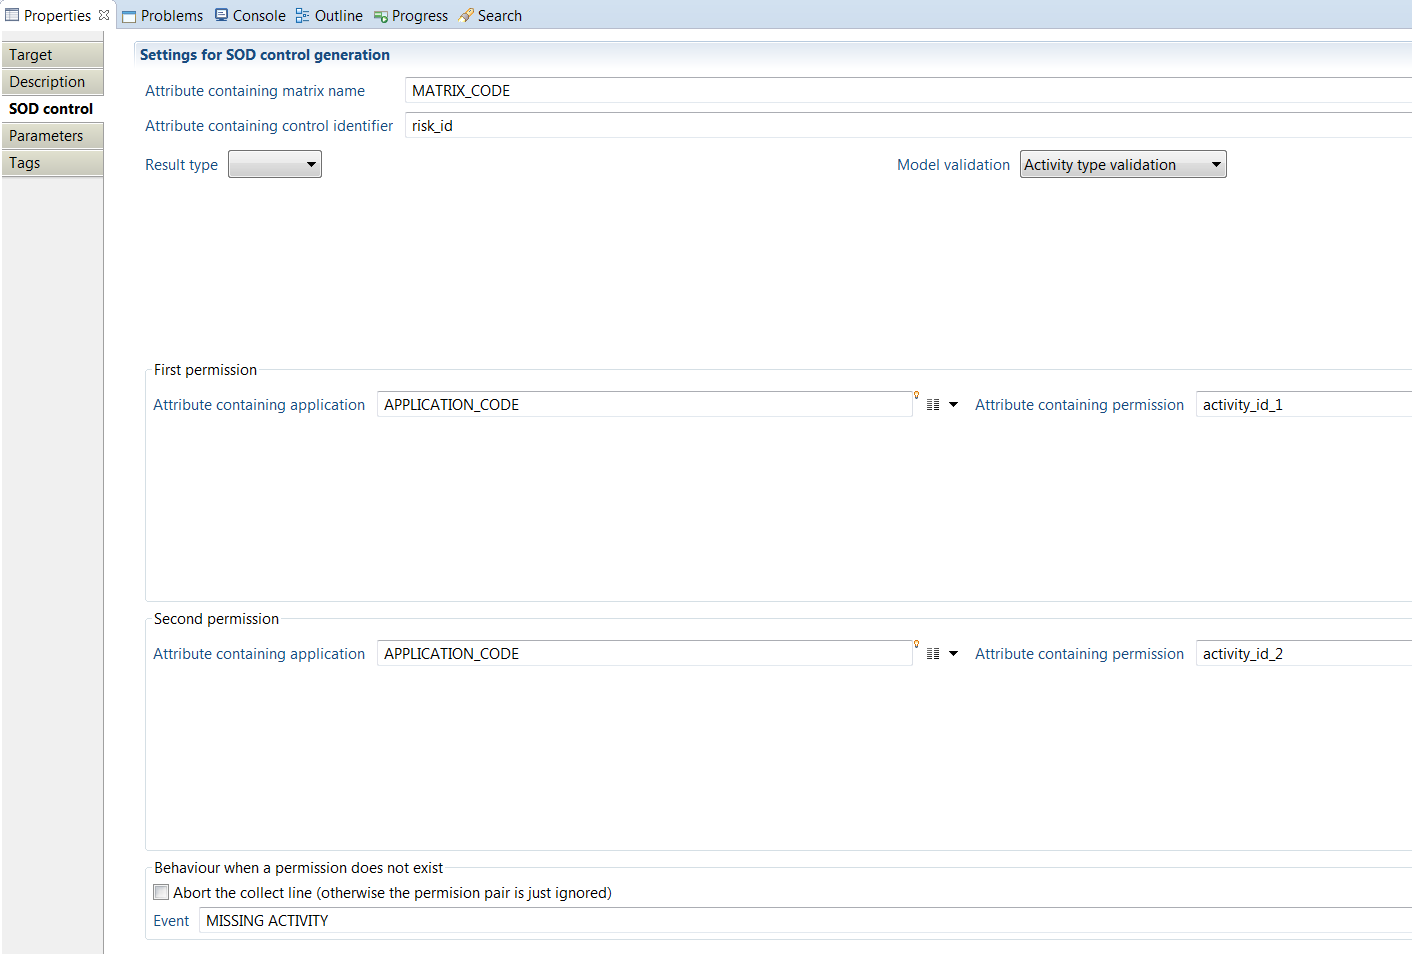 Properties Problems Console Outline Progress Search
Target
Description
SOD control
Parameters
Tags
Settings for SOD control generation
Attribute containing matrix name MATRIX_CODE
Attribute containing control identifier risk_id
Result type Model validation Activity type validation
First permission
Attribute containing application APPLICATION_CODE Attribute containing permission activity_id_1
Second permission
Attribute containing application APPLICATION_CODE Attribute containing permission activity_id_2
Behaviour when a permission does not exist
Abort the collect line (otherwise the permision pair is just ignored)
Event MISSING ACTIVITY